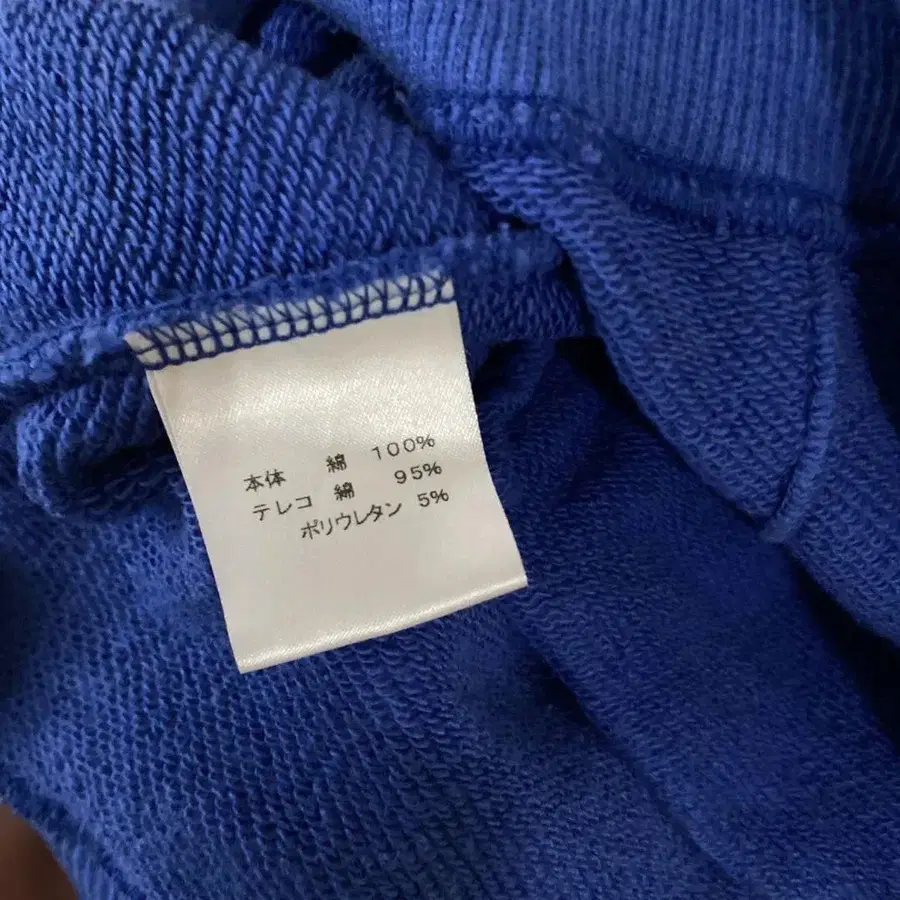 本体 綿 100%
テレコ 綿 95%
ポリウレタン 5%